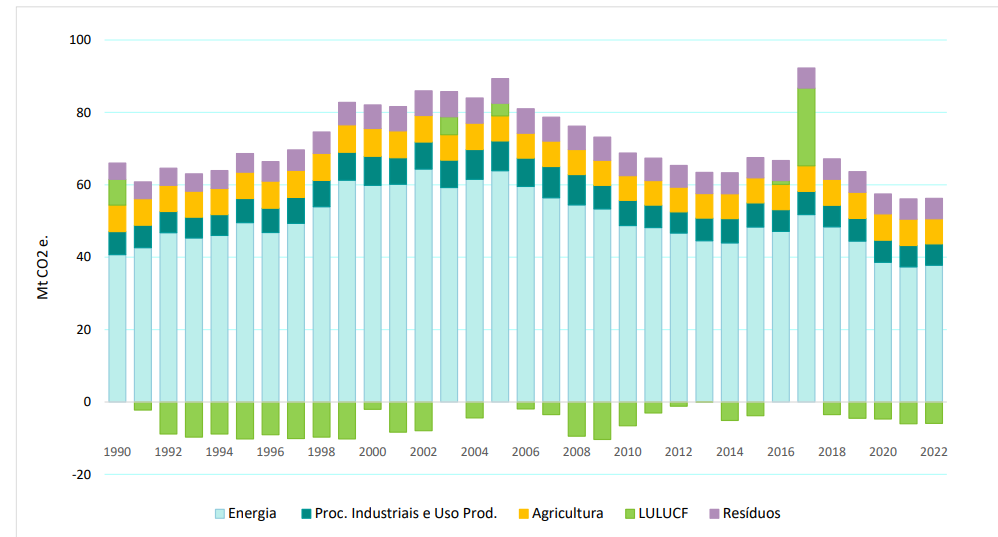 100
80
60
40
20
0
-20
Mt CO2 e.
1990 1992 1994 1996 1998 2000 2002 2004 2006 2008 2010 2012 2014 2016 2018 2020 2022
Energia Proc. Industriais e Uso Prod. Agricultura LULUCF Resíduos